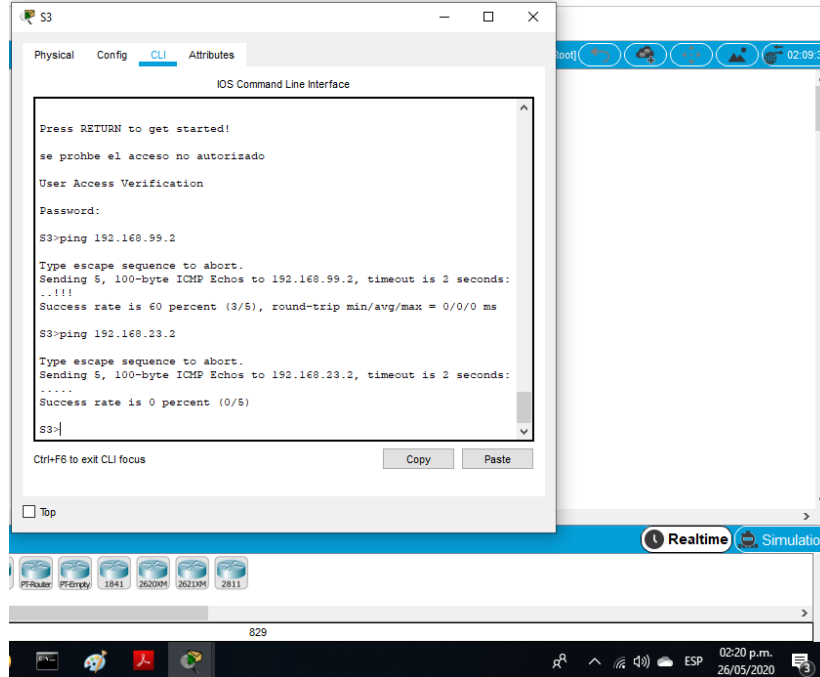 S3
Physical Config CLI Attributes
IOS Command Line Interface
Press RETURN to get started!
se prohbe el acceso no autorizado
User Access Verification
Password:
S3>ping 192.168.99.2
Type escape sequence to abort.
Sending 5, 100-byte ICMP Echos to 192.168.99.2, timeout is 2 seconds:
..!!!
Success rate is 60 percent (3/5), round-trip min/avg/max = 0/0/0 ms
S3>ping 192.168.23.2
Type escape sequence to abort.
Sending 5, 100-byte ICMP Echos to 192.168.23.2, timeout is 2 seconds:
.....
Success rate is 0 percent (0/5)
S3>
Ctrl+F6 to exit CLI focus
Copy Paste
Top
oot] 02:09:3
Realtime Simulatio
PT-Router PT-Empty 1841 2620XM 2621XM 2811
829
ESP
02:20 p.m.
26/05/2020
3